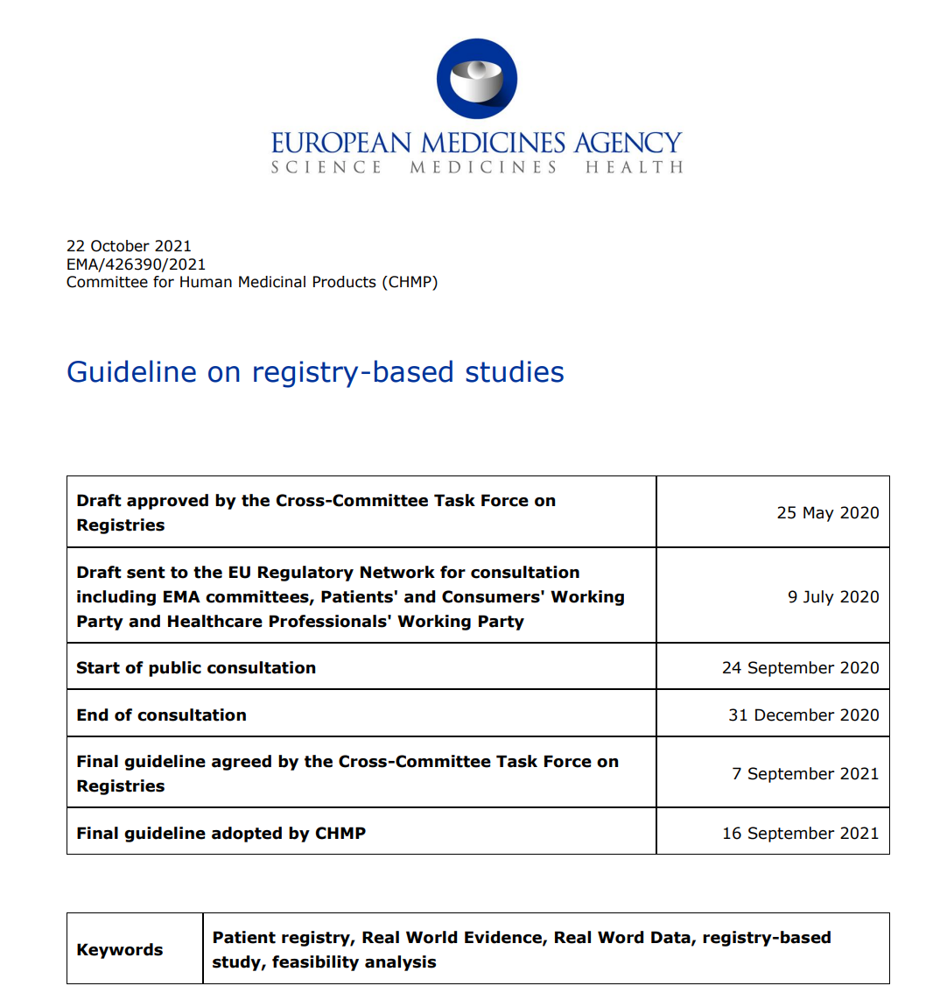 EUROPEAN MEDICINES AGENCY
SCIENCE MEDICINES HEALTH
22 October 2021
EMA/426390/2021
Committee for Human Medicinal Products (CHMP)
Guideline on registry-based studies
Draft approved by the Cross-Committee Task Force on
Registries
25 May 2020
Draft sent to the EU Regulatory Network for consultation
including EMA committees, Patients' and Consumers' Working
Party and Healthcare Professionals' Working Party
9 July 2020
Start of public consultation
24 September 2020
End of consultation
31 December 2020
Final guideline agreed by the Cross-Committee Task Force on
Registries
7 September 2021
Final guideline adopted by CHMP
16 September 2021
Keywords
Patient registry, Real World Evidence, Real Word Data, registry-based
study, feasibility analysis